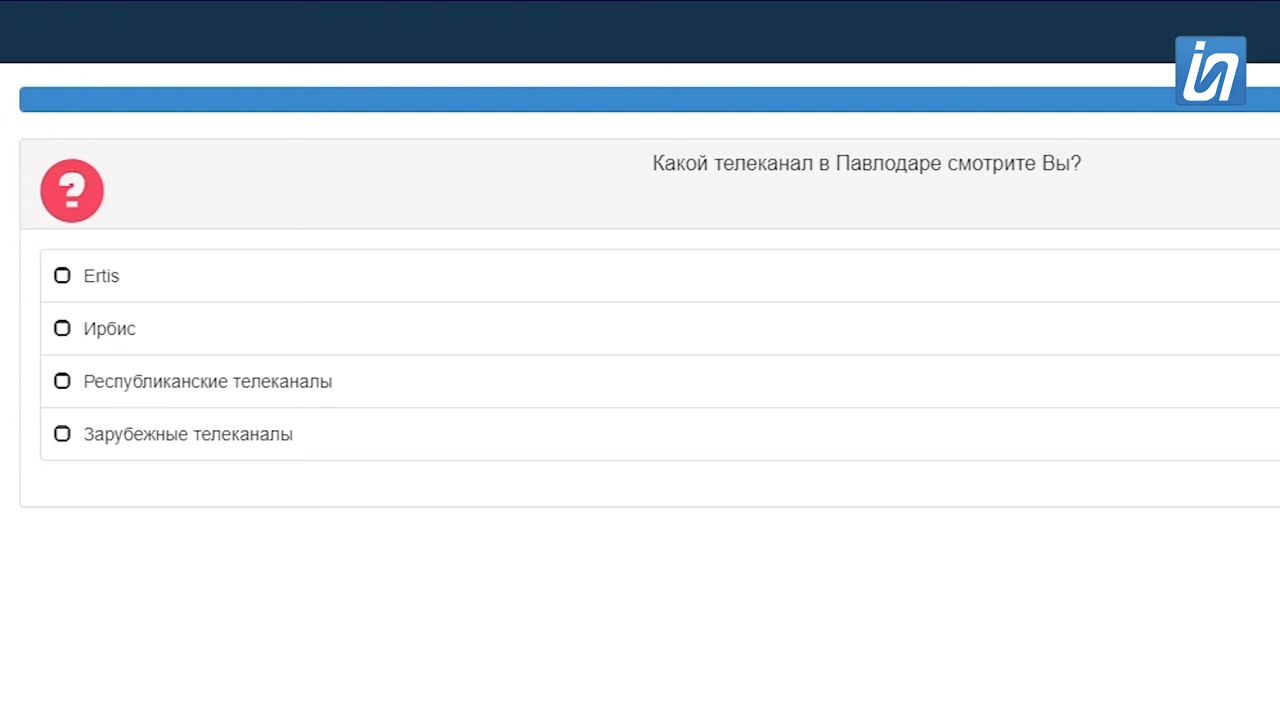 Какой телеканал в Павлодаре смотрите Вы?
?
Ertis
Ирбис
Республиканские телеканалы
Зарубежные телеканалы